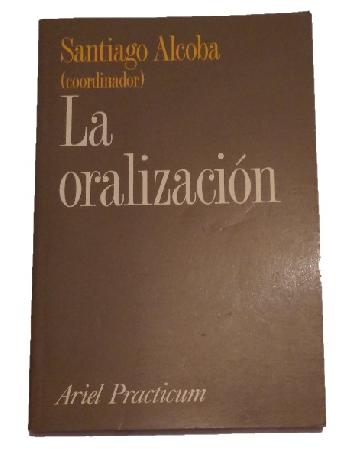 Santiago Alcoba
(coordinador)
La
oralización
Ariel Practicum